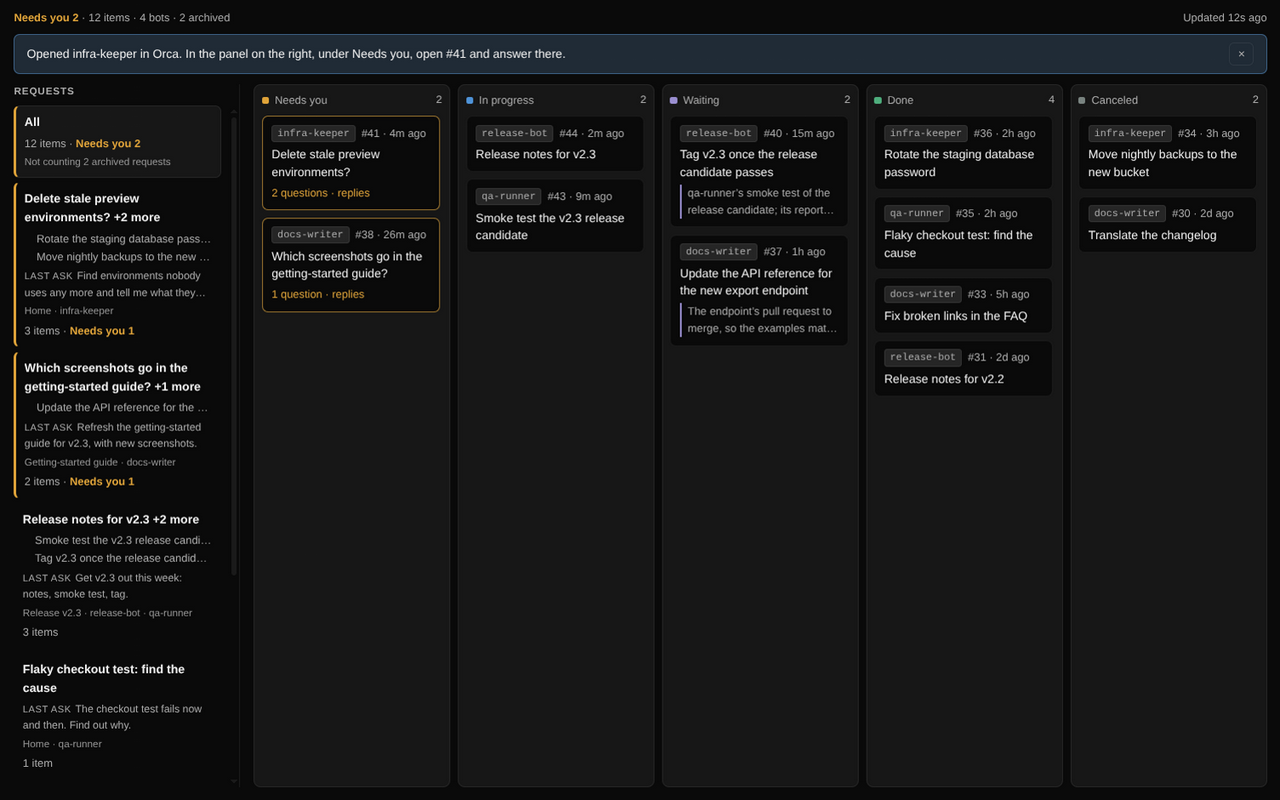 Needs you 2 · 12 items · 4 bots · 2 archived
Updated 12s ago
Opened infra-keeper in Orca. In the panel on the right, under Needs you, open #41 and answer there.
×
REQUESTS
All
12 items · Needs you 2
Not counting 2 archived requests
Delete stale preview
environments? +2 more
Rotate the staging database pass…
Move nightly backups to the new …
LAST ASK Find environments nobody
uses any more and tell me what they…
Home · infra-keeper
3 items · Needs you 1
Which screenshots go in the
getting-started guide? +1 more
Update the API reference for the …
LAST ASK Refresh the getting-started
guide for v2.3, with new screenshots.
Getting-started guide · docs-writer
2 items · Needs you 1
Release notes for v2.3 +2 more
Smoke test the v2.3 release candi…
Tag v2.3 once the release candid…
LAST ASK Get v2.3 out this week:
notes, smoke test, tag.
Release v2.3 · release-bot · qa-runner
3 items
Flaky checkout test: find the
cause
LAST ASK The checkout test fails now
and then. Find out why.
Home · qa-runner
1 item
Needs you 2
infra-keeper #41 · 4m ago
Delete stale preview
environments?
2 questions · replies
docs-writer #38 · 26m ago
Which screenshots go in the
getting-started guide?
1 question · replies
In progress 2
release-bot #44 · 2m ago
Release notes for v2.3
qa-runner #43 · 9m ago
Smoke test the v2.3 release
candidate
Waiting 2
release-bot #40 · 15m ago
Tag v2.3 once the release
candidate passes
qa-runner’s smoke test of the
release candidate; its report…
docs-writer #37 · 1h ago
Update the API reference for
the new export endpoint
The endpoint’s pull request to
merge, so the examples mat…
Done 4
infra-keeper #36 · 2h ago
Rotate the staging database
password
qa-runner #35 · 2h ago
Flaky checkout test: find the
cause
docs-writer #33 · 5h ago
Fix broken links in the FAQ
release-bot #31 · 2d ago
Release notes for v2.2
Canceled 2
infra-keeper #34 · 3h ago
Move nightly backups to the
new bucket
docs-writer #30 · 2d ago
Translate the changelog